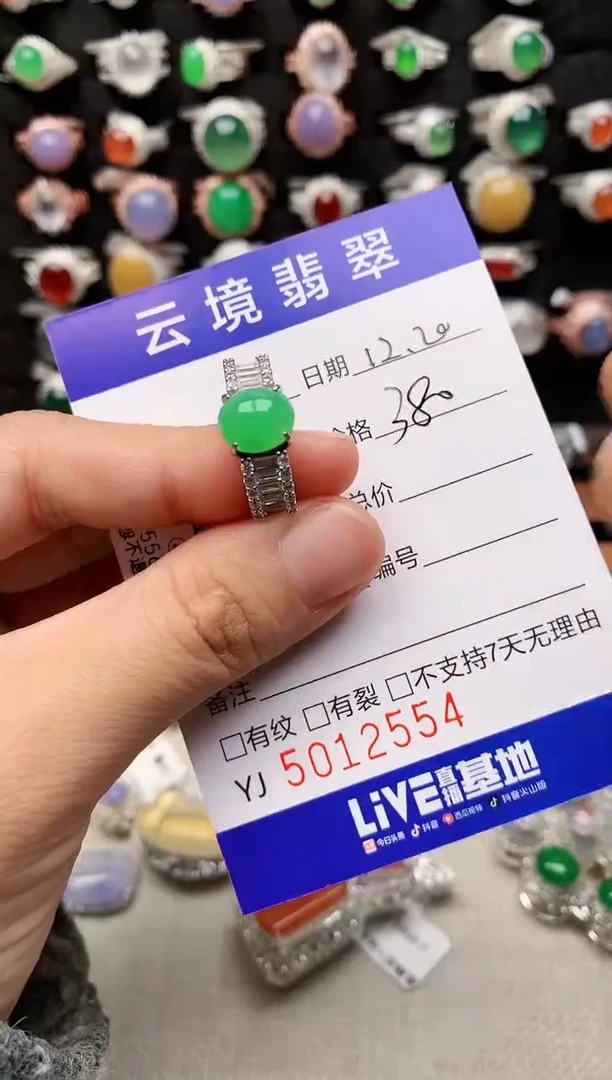 云境翡翠
日期 12.20
格 380
总价
编号
备注
□有纹 □有裂 □不支持7天无理由
YJ 5012554
LiVE直播基地
今日头条 抖音 西瓜视频 抖音火山版